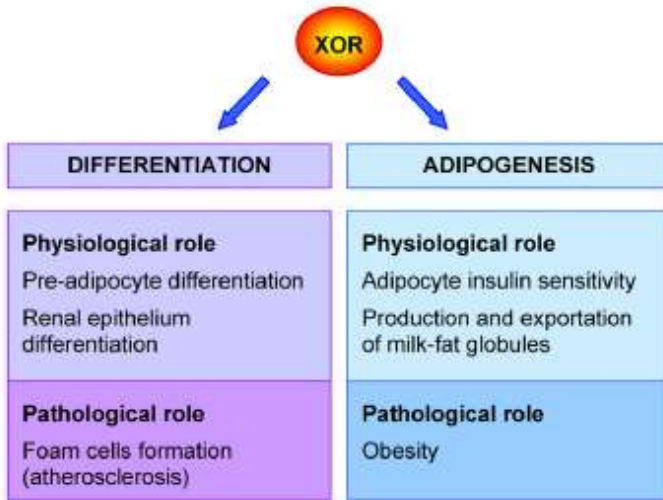 XOR
DIFFERENTIATION
Physiological role
Pre-adipocyte differentiation
Renal epithelium
differentiation
Pathological role
Foam cells formation
(atherosclerosis)
ADIPOGENESIS
Physiological role
Adipocyte insulin sensitivity
Production and exportation
of milk-fat globules
Pathological role
Obesity